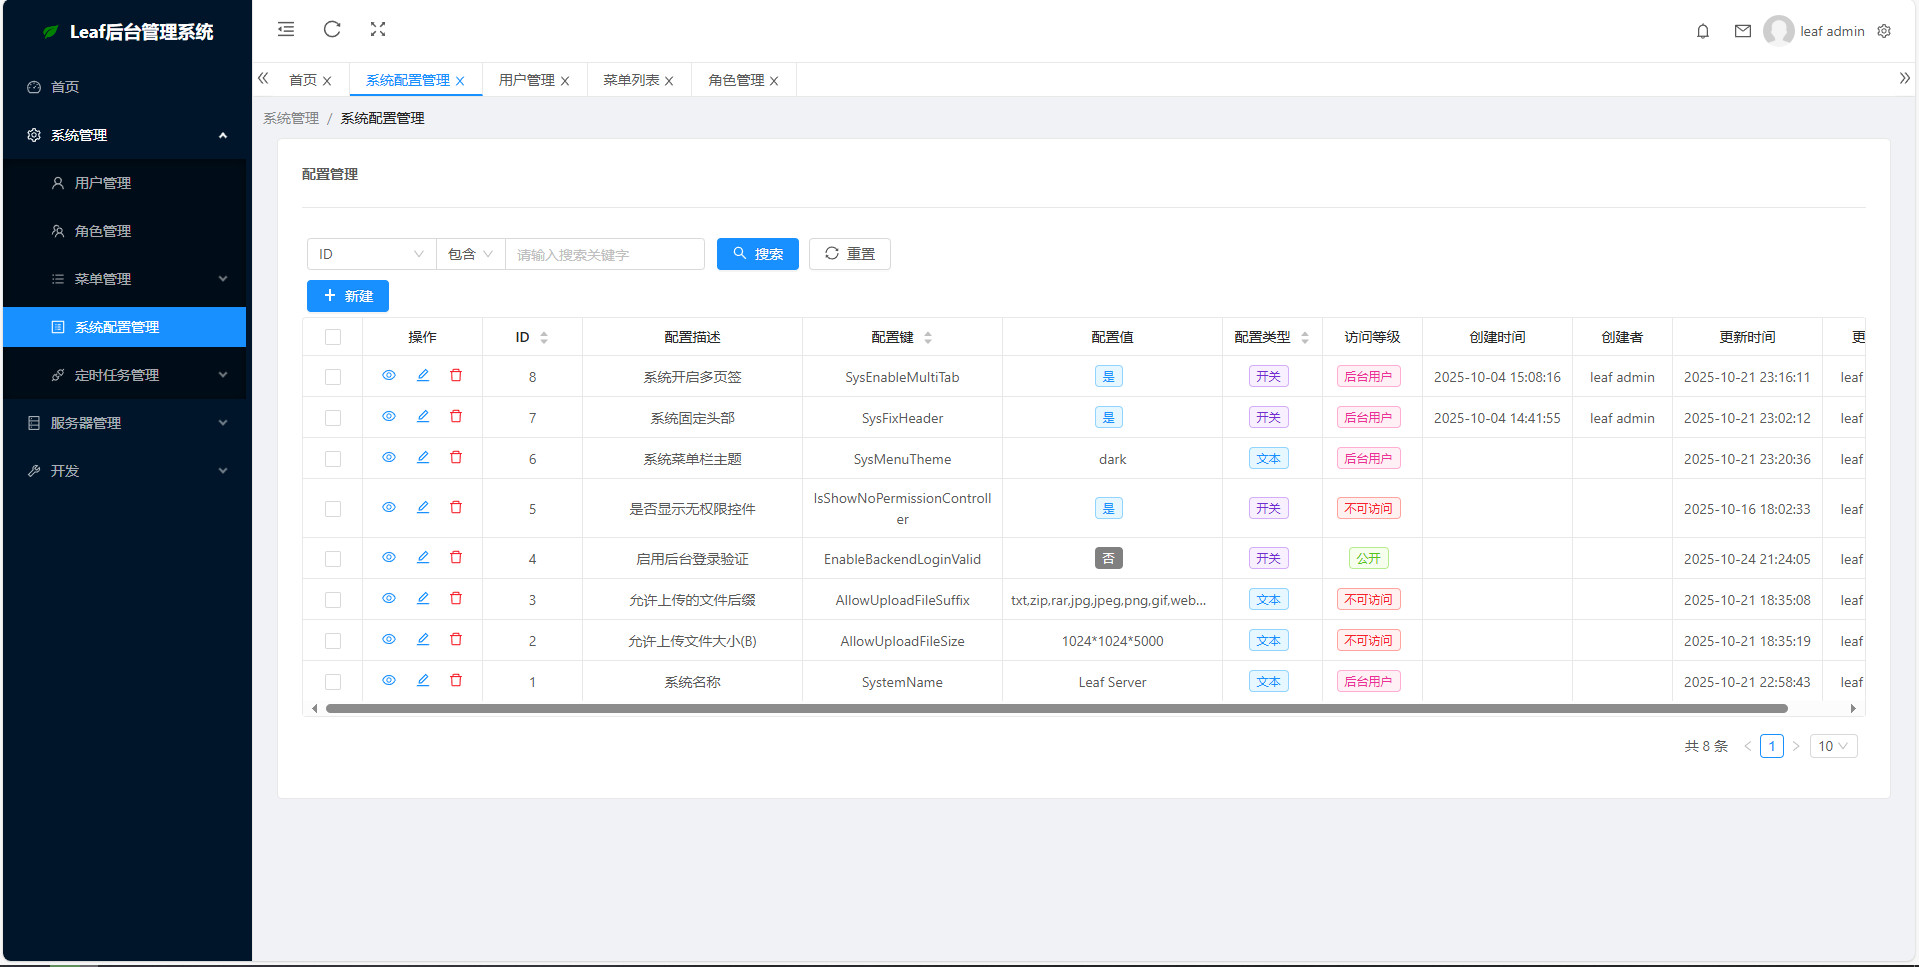 Leaf后台管理系统
leaf admin
首页
系统配置管理
用户管理
菜单列表
角色管理
系统管理 / 系统配置管理
首页
系统管理
用户管理
角色管理
菜单管理
系统配置管理
定时任务管理
服务器管理
开发
配置管理
ID 包含 请输入搜索关键字 搜索 重置
新建
操作 ID 配置描述 配置键 配置值 配置类型 访问等级 创建时间 创建者 更新时间 更
8 系统开启多页签 SysEnableMultiTab 是 开关 后台用户 2025-10-04 15:08:16 leaf admin 2025-10-21 23:16:11 leaf
7 系统固定头部 SysFixHeader 是 开关 后台用户 2025-10-04 14:41:55 leaf admin 2025-10-21 23:02:12 leaf
6 系统菜单栏主题 SysMenuTheme dark 文本 后台用户 2025-10-21 23:20:36 leaf
5 是否显示无权限控件 IsShowNoPermissionControll
er 是 开关 不可访问 2025-10-16 18:02:33 leaf
4 启用后台登录验证 EnableBackendLoginValid 否 开关 公开 2025-10-24 21:24:05 leaf
3 允许上传的文件后缀 AllowUploadFileSuffix txt,zip,rar,jpg,jpeg,png,gif,web... 文本 不可访问 2025-10-21 18:35:08 leaf
2 允许上传文件大小(B) AllowUploadFileSize 1024*1024*5000 文本 不可访问 2025-10-21 18:35:19 leaf
1 系统名称 SystemName Leaf Server 文本 后台用户 2025-10-21 22:58:43 leaf
共 8 条 1 10